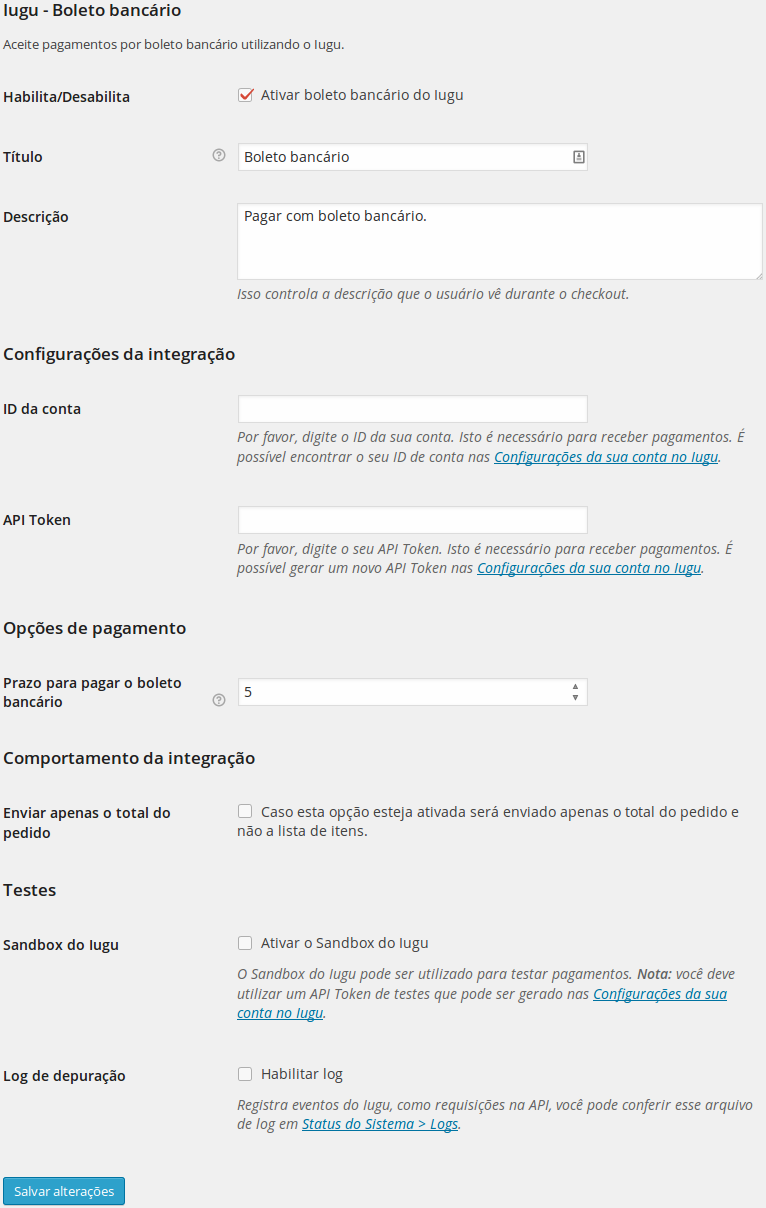 Iugu - Boleto bancário
Aceite pagamentos por boleto bancário utilizando o Iugu.
Habilita/Desabilita
Ativar boleto bancário do Iugu
Título
Boleto bancário
Descrição
Pagar com boleto bancário.
Isso controla a descrição que o usuário vê durante o checkout.
Configurações da integração
ID da conta
Por favor, digite o ID da sua conta. Isto é necessário para receber pagamentos. É
possível encontrar o seu ID de conta nas Configurações da sua conta no Iugu.
API Token
Por favor, digite o seu API Token. Isto é necessário para receber pagamentos. É
possível gerar um novo API Token nas Configurações da sua conta no Iugu.
Opções de pagamento
Prazo para pagar o boleto
bancário
5
Comportamento da integração
Enviar apenas o total do
pedido
Caso esta opção esteja ativada será enviado apenas o total do pedido e
não a lista de itens.
Testes
Sandbox do Iugu
Ativar o Sandbox do Iugu
O Sandbox do Iugu pode ser utilizado para testar pagamentos. Nota: você deve
utilizar um API Token de testes que pode ser gerado nas Configurações da sua
conta no Iugu.
Log de depuração
Habilitar log
Registra eventos do Iugu, como requisições na API, você pode conferir esse arquivo
de log em Status do Sistema > Logs.
Salvar alterações